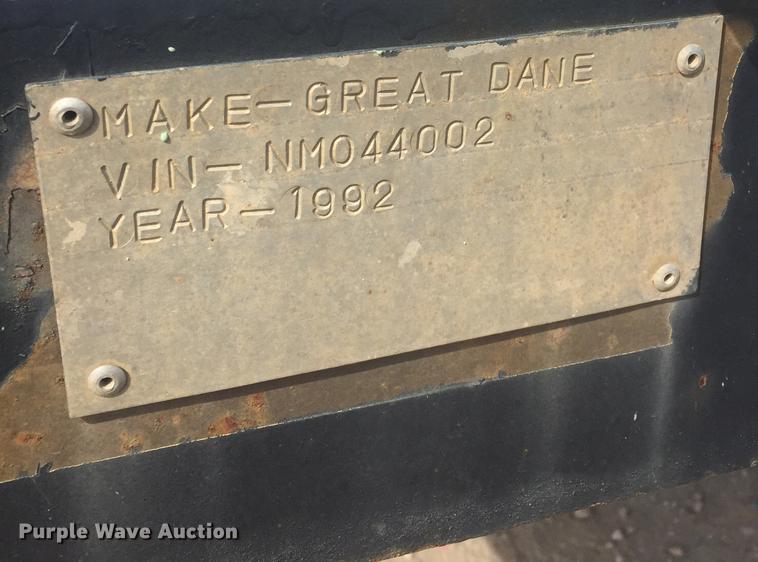 MAKE-GREAT DANE
VIN-NM044002
YEAR-1992
Purple Wave Auction